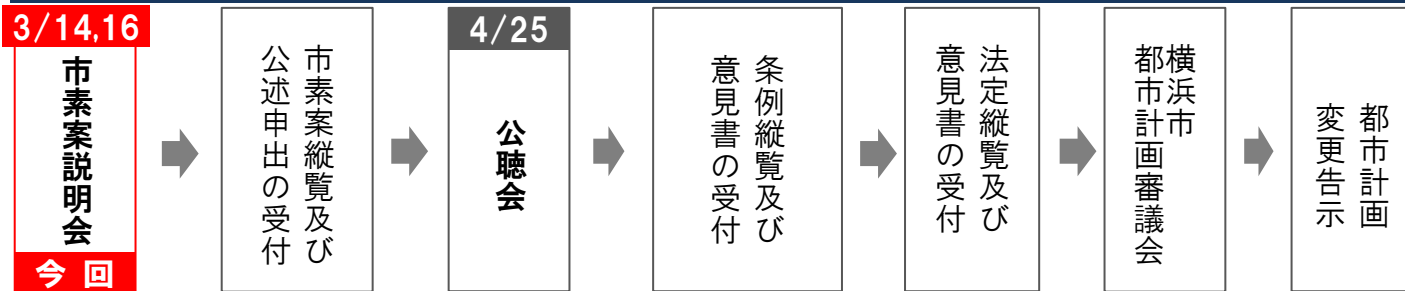 3/14,16
市素案説明会
今 回
市素案縦覧及び
公述申出の受付
4/25
公聴会
条例縦覧及び
意見書の受付
法定縦覧及び
意見書の受付
横浜市
都市計画審議会
都市計画
変更告示